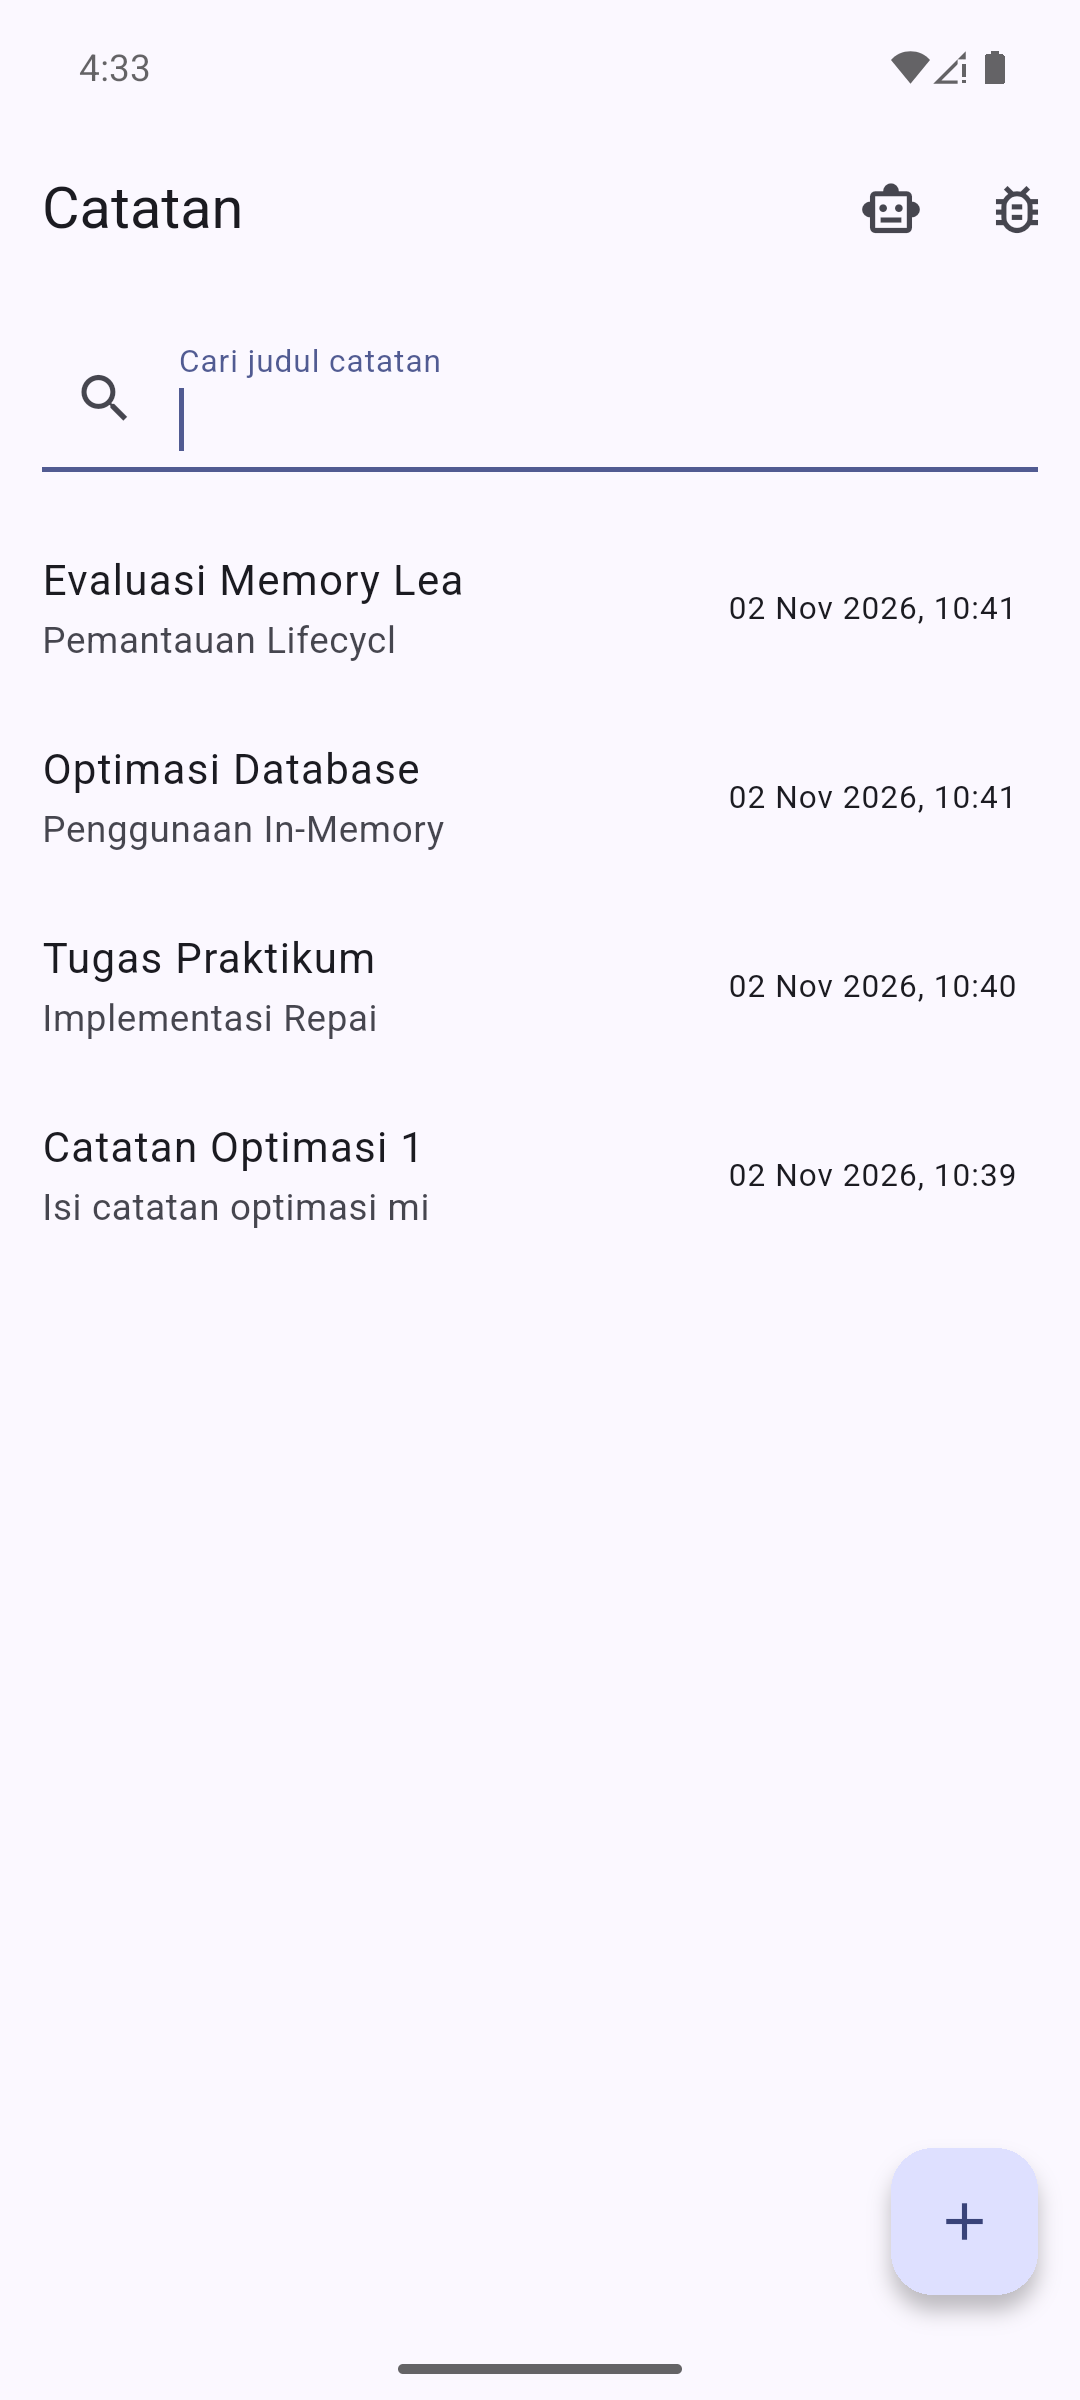 4:33
Catatan
Cari judul catatan
Evaluasi Memory Lea
Pemantauan Lifecycl
02 Nov 2026, 10:41
Optimasi Database
Penggunaan In-Memory
02 Nov 2026, 10:41
Tugas Praktikum
Implementasi Repai
02 Nov 2026, 10:40
Catatan Optimasi 1
Isi catatan optimasi mi
02 Nov 2026, 10:39